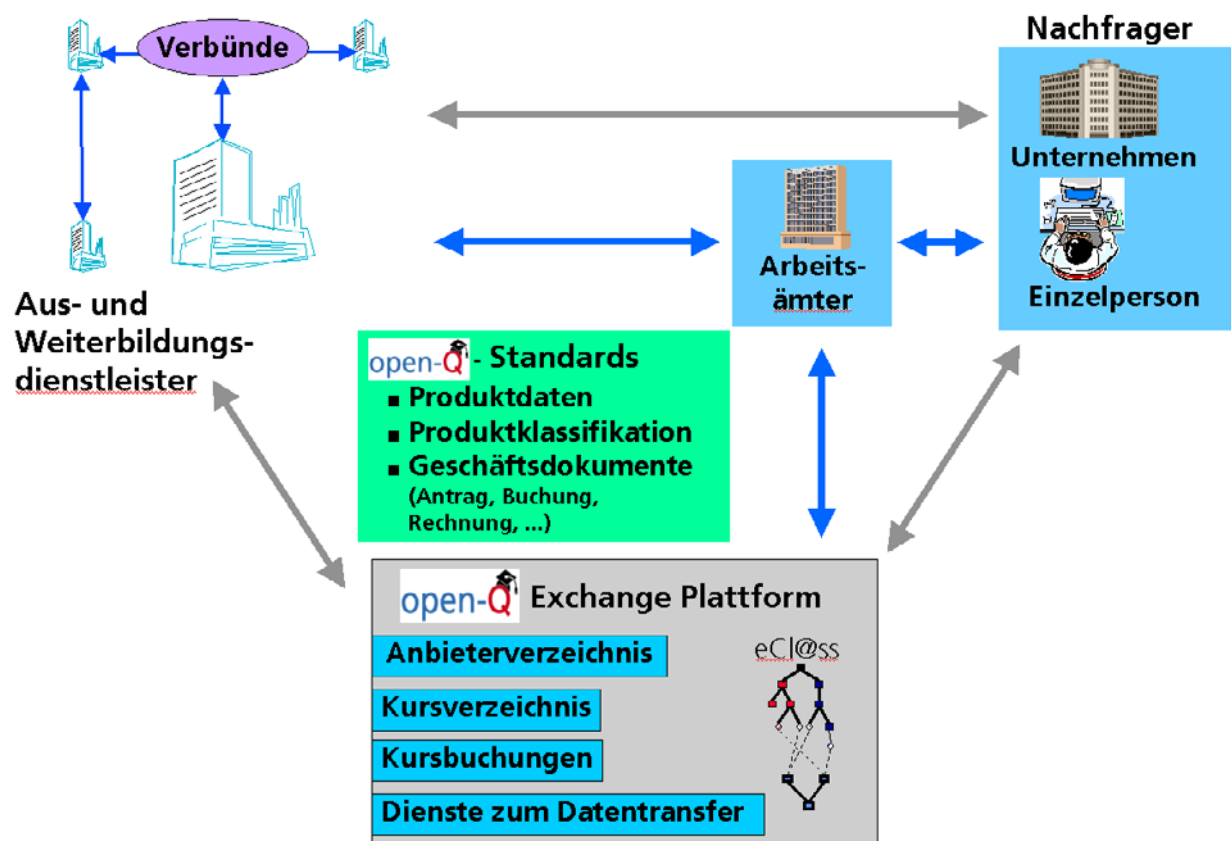 Verbünde
Nachfrager
Unternehmen
Einzelperson
Arbeits-
ämter
Aus- und
Weiterbildungs-
dienstleister
open-Q - Standards
▪ Produktdaten
▪ Produktklassifikation
▪ Geschäftsdokumente
(Antrag, Buchung,
Rechnung, ...)
open-Q Exchange Plattform
Anbieterverzeichnis
eCl@ss
Kursverzeichnis
Kursbuchungen
Dienste zum Datentransfer